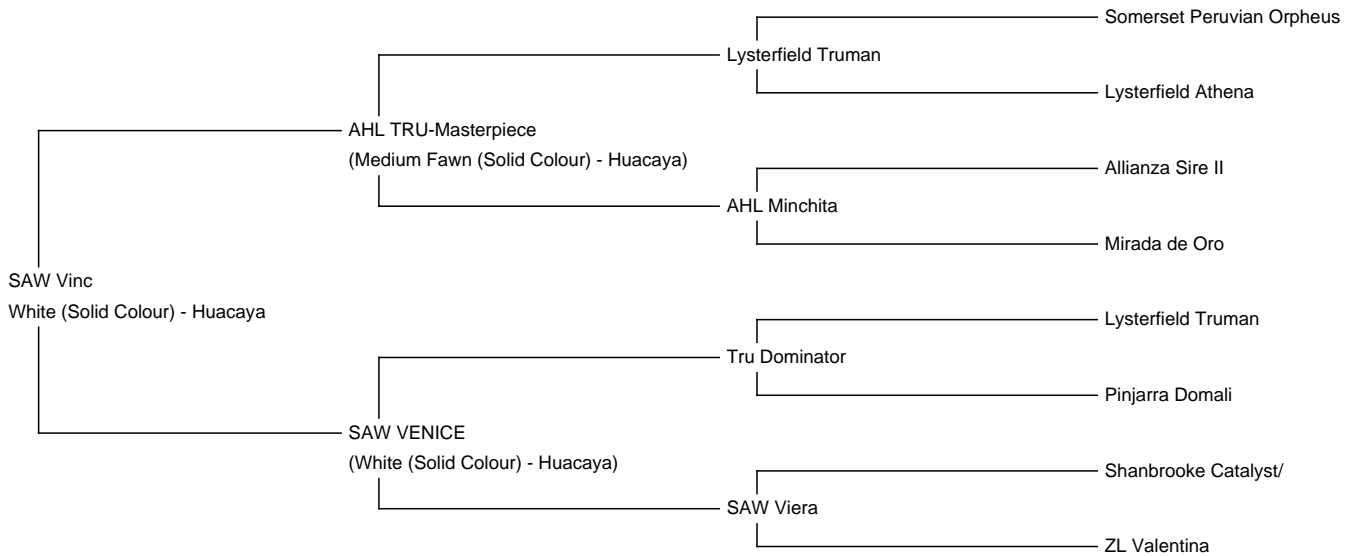 Somerset Peruvian Orpheus
Lysterfield Truman
Lysterfield Athena
AHL TRU-Masterpiece
(Medium Fawn (Solid Colour) - Huacaya)
Allianza Sire II
AHL Minchita
Mirada de Oro
SAW Vinc
White (Solid Colour) - Huacaya
Lysterfield Truman
Tru Dominator
Pinjarra Domali
SAW VENICE
(White (Solid Colour) - Huacaya)
Shanbrooke Catalyst/
SAW Viera
ZL Valentina